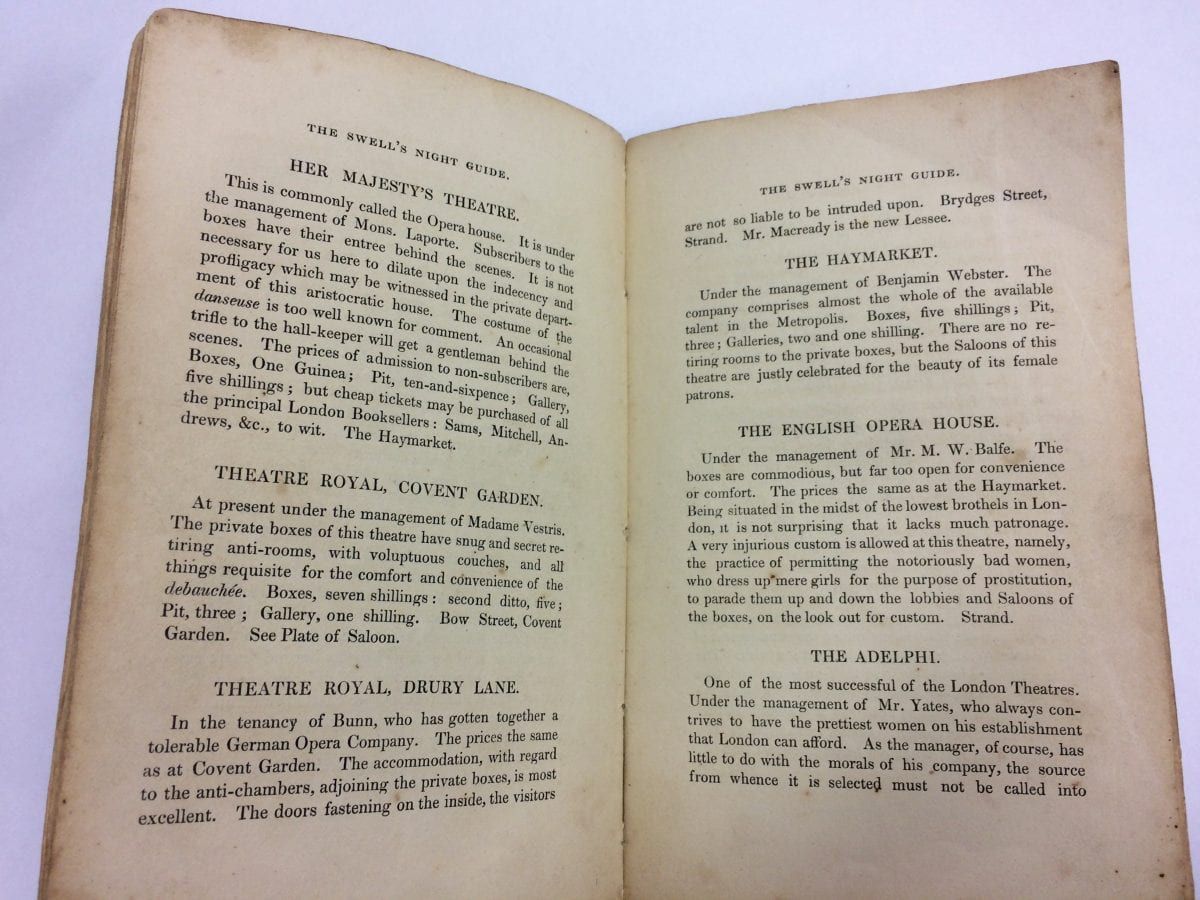 THE SWELL'S NIGHT GUIDE.
HER MAJESTY'S THEATRE.
This is commonly called the Opera house. It is under
the management of Mons. Laporte. Subscribers to the
boxes have their entree behind the scenes. It is not
necessary for us here to dilate upon the indecency and
profligacy which may be witnessed in the private depart-
ment of this aristocratic house. The costume of the
danseuse is too well known for comment. An occasional
trifle to the hall-keeper will get a gentleman behind the
scenes. The prices of admission to non-subscribers are,
Boxes, One Guinea; Pit, ten-and-sixpence; Gallery,
five shillings; but cheap tickets may be purchased of all
the principal London Booksellers: Sams, Mitchell, An-
drews, &c., to wit. The Haymarket.
THEATRE ROYAL, COVENT GARDEN.
At present under the management of Madame Vestris.
The private boxes of this theatre have snug and secret re-
tiring anti-rooms, with voluptuous couches, and all
things requisite for the comfort and convenience of the
debauchée. Boxes, seven shillings: second ditto, five;
Pit, three; Gallery, one shilling. Bow Street, Covent
Garden. See Plate of Saloon.
THEATRE ROYAL, DRURY LANE.
In the tenancy of Bunn, who has gotten together a
tolerable German Opera Company. The prices the same
as at Covent Garden. The accommodation, with regard
to the anti-chambers, adjoining the private boxes, is most
excellent. The doors fastening on the inside, the visitors
THE SWELL'S NIGHT GUIDE.
are not so liable to be intruded upon. Brydges Street,
Strand. Mr. Macready is the new Lessee.
THE HAYMARKET.
Under the management of Benjamin Webster. The
company comprises almost the whole of the available
talent in the Metropolis. Boxes, five shillings; Pit,
three; Galleries, two and one shilling. There are no re-
tiring rooms to the private boxes, but the Saloons of this
theatre are justly celebrated for the beauty of its female
patrons.
THE ENGLISH OPERA HOUSE.
Under the management of Mr. M. W. Balfe. The
boxes are commodious, but far too open for convenience
or comfort. The prices the same as at the Haymarket.
Being situated in the midst of the lowest brothels in Lon-
don, it is not surprising that it lacks much patronage.
A very injurious custom is allowed at this theatre, namely,
the practice of permitting the notoriously bad women,
who dress up mere girls for the purpose of prostitution,
to parade them up and down the lobbies and Saloons of
the boxes, on the look out for custom. Strand.
THE ADELPHI.
One of the most successful of the London Theatres.
Under the management of Mr. Yates, who always con-
trives to have the prettiest women on his establishment
that London can afford. As the manager, of course, has
little to do with the morals of his company, the source
from whence it is selected must not be called into